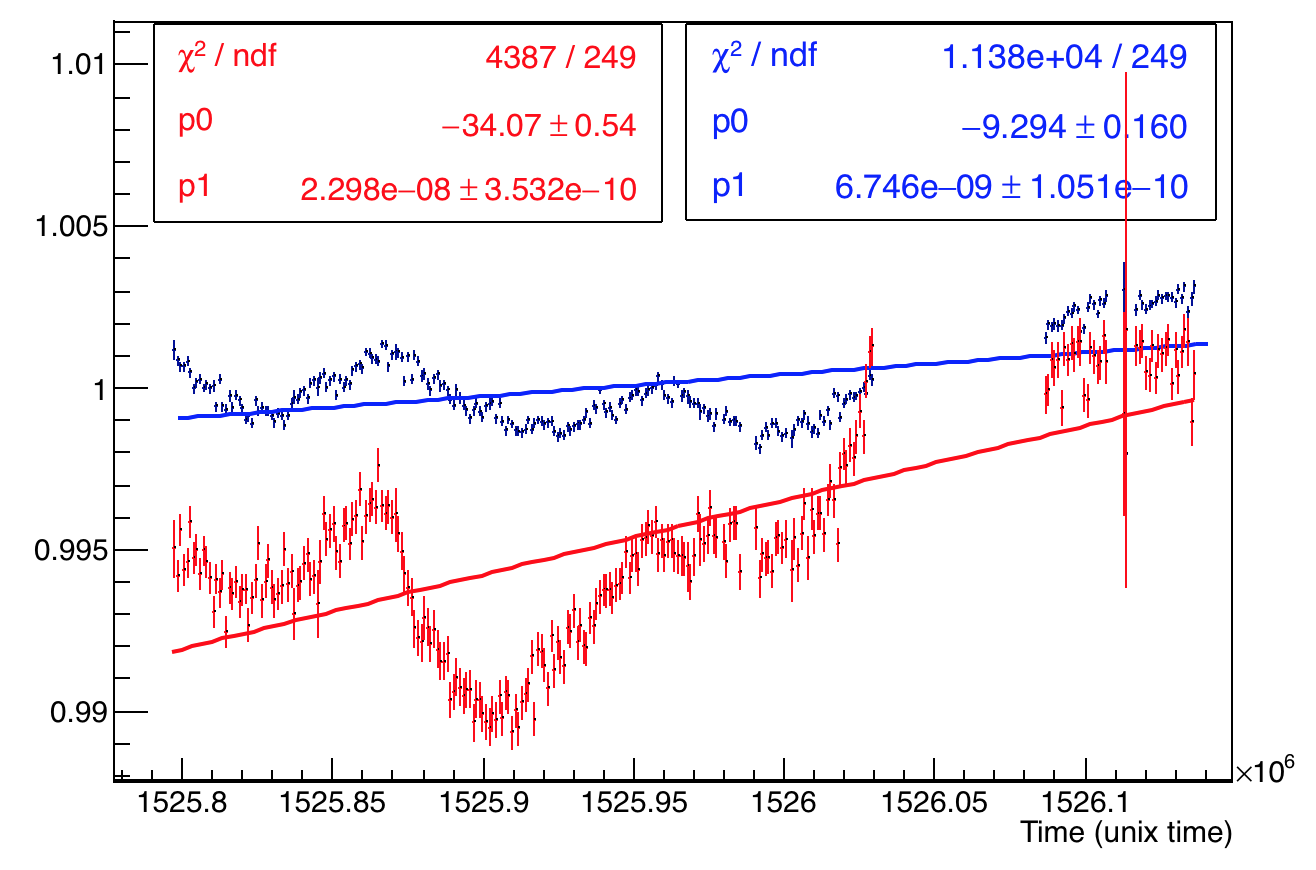 χ² / ndf 4387 / 249
p0 −34.07 ± 0.54
p1 2.298e−08 ± 3.532e−10
χ² / ndf 1.138e+04 / 249
p0 −9.294 ± 0.160
p1 6.746e−09 ± 1.051e−10
1.01
1.005
1
0.995
0.99
1525.8 1525.85 1525.9 1525.95 1526 1526.05 1526.1
×10⁶
Time (unix time)